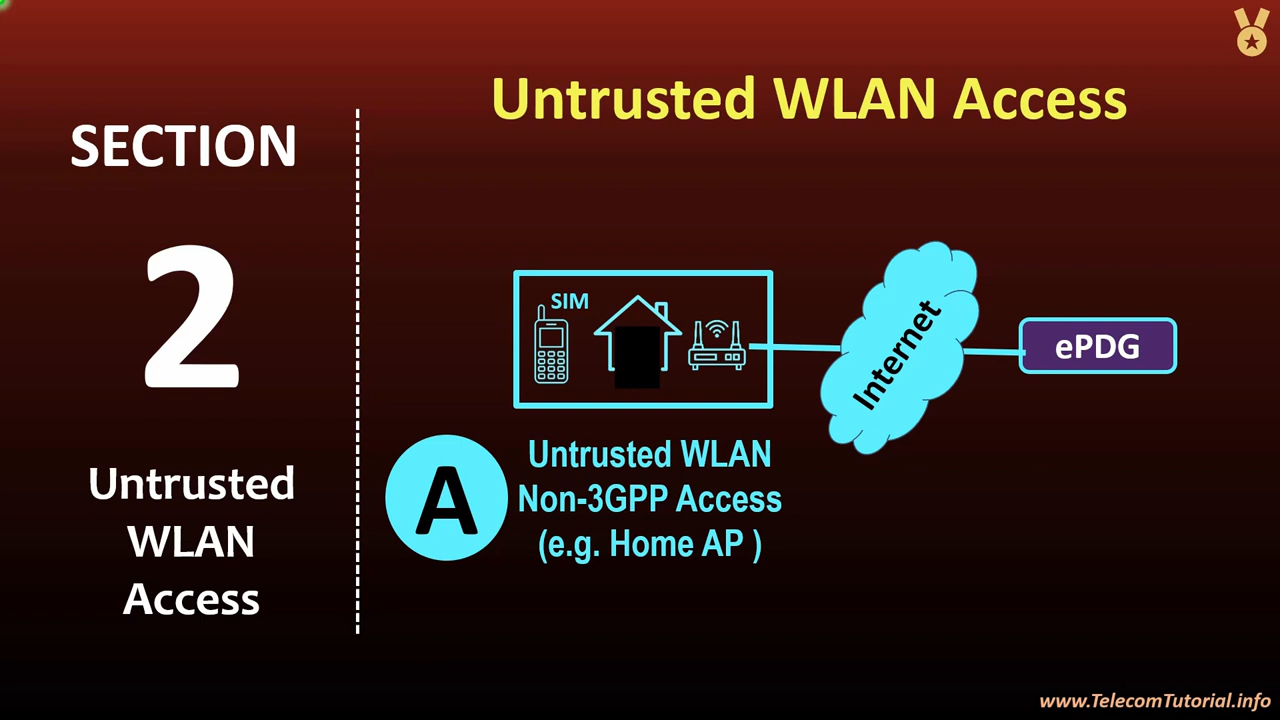 SECTION
2
Untrusted
WLAN
Access
Untrusted WLAN Access
SIM
Internet
ePDG
A
Untrusted WLAN
Non-3GPP Access
(e.g. Home AP )
www.TelecomTutorial.info